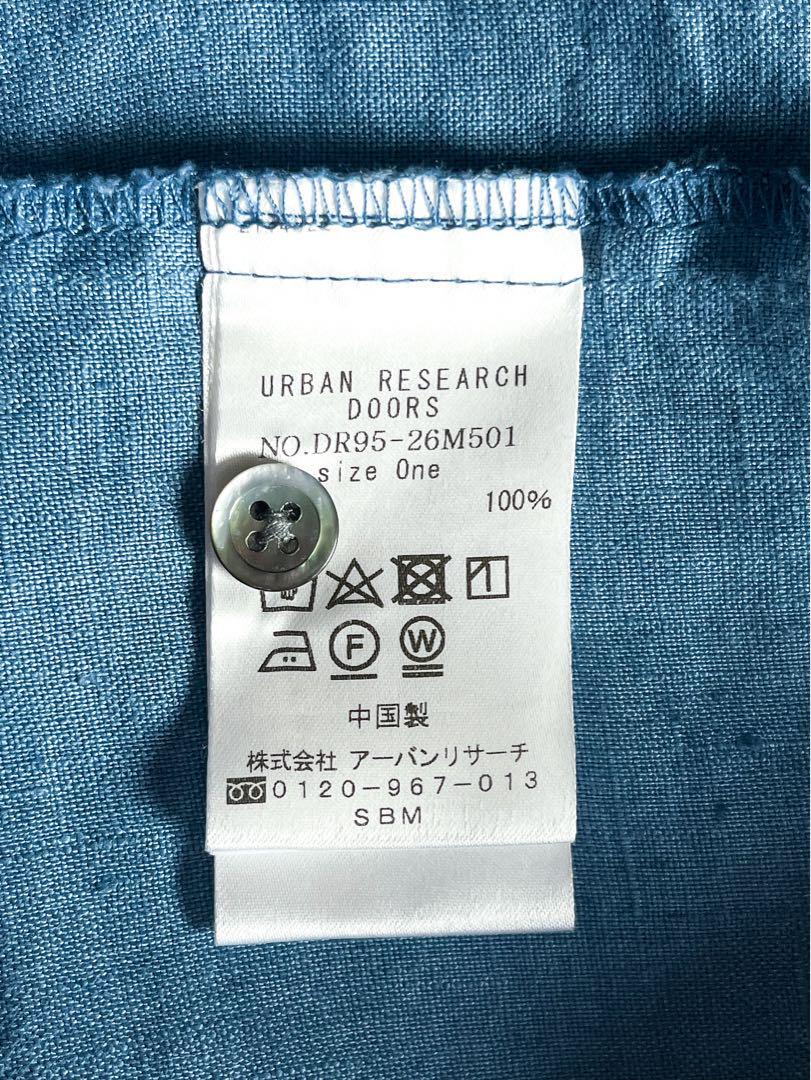 URBAN RESEARCH
DOORS
NO.DR95-26M501
size One
100%
F W
中国製
株式会社 アーバンリサーチ
0120-967-013
SBM